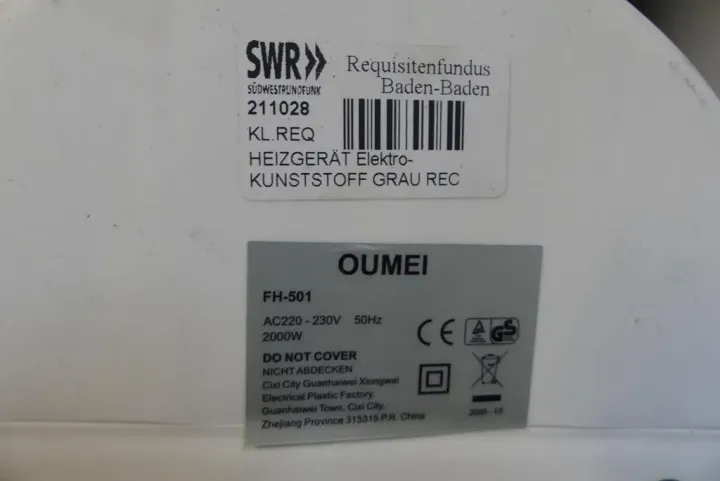 SWR»
SÜDWESTRUNDFUNK
Requisitenfundus
Baden-Baden
211028
KL.REQ
HEIZGERÄT Elektro-
KUNSTSTOFF GRAU REC
OUMEI
FH-501
AC220 - 230V 50Hz
2000W
DO NOT COVER
NICHT ABDECKEN
Cixi City Guanhaiwei Xiongwei
Electrical Plastic Factory,
Guanhaiwei Town, Cixi City,
Zhejiang Province 315315 P.R. China
CE
GS